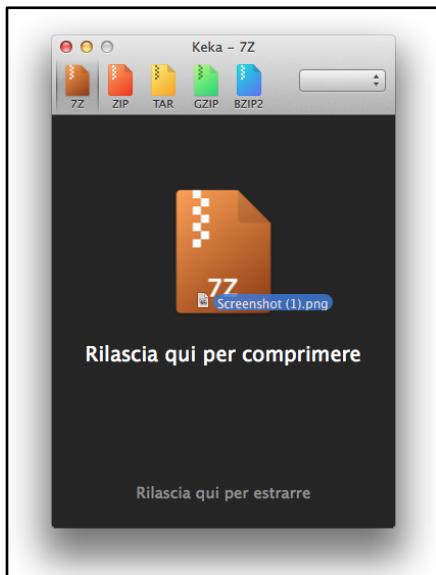 Keka – 7Z
7Z ZIP TAR GZIP BZIP2
7Z
Screenshot (1).png
Rilascia qui per comprimere
Rilascia qui per estrarre